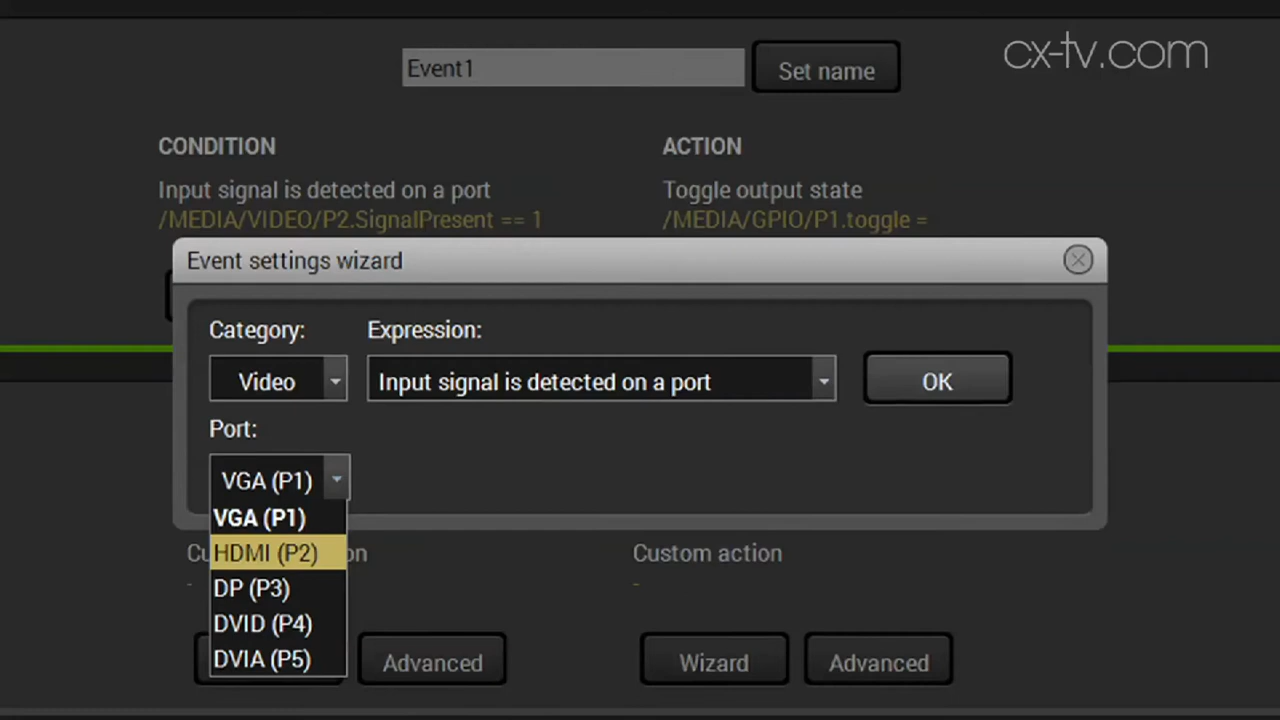 cx-tv.com
Event1
Set name
CONDITION
ACTION
Input signal is detected on a port
Toggle output state
/MEDIA/VIDEO/P2.SignalPresent == 1
/MEDIA/GPIO/P1.toggle =
Event settings wizard
Category:
Expression:
Video
Input signal is detected on a port
OK
Port:
VGA (P1)
VGA (P1)
HDMI (P2)
DP (P3)
DVID (P4)
DVIA (P5)
Custom action
-
-
Advanced
Wizard
Advanced